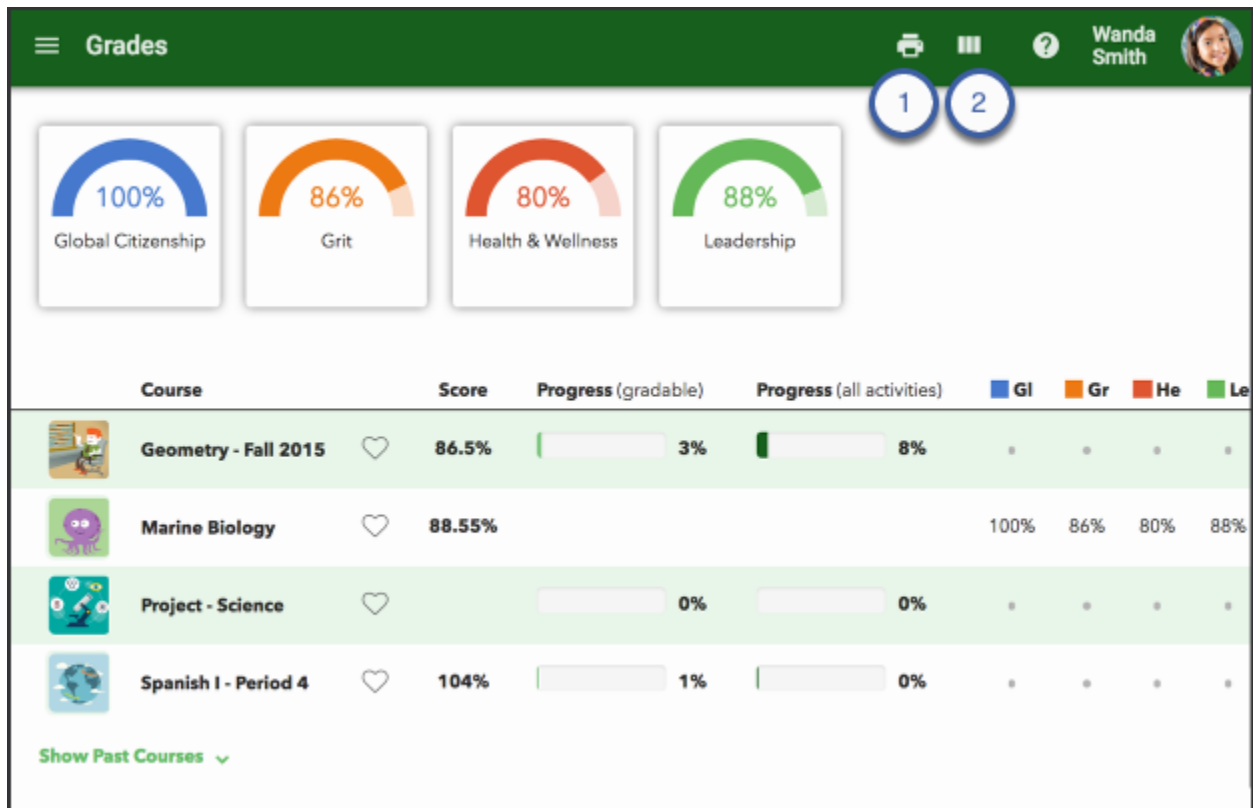 Grades
Wanda
Smith
1 2
100% 86% 80% 88%
Global Citizenship Grit Health & Wellness Leadership
Course Score Progress (gradable) Progress (all activities) Gl Gr He Le
Geometry - Fall 2015 86.5% 3% 8%
Marine Biology 88.55% 100% 86% 80% 88%
Project - Science 0% 0%
Spanish I - Period 4 104% 1% 0%
Show Past Courses